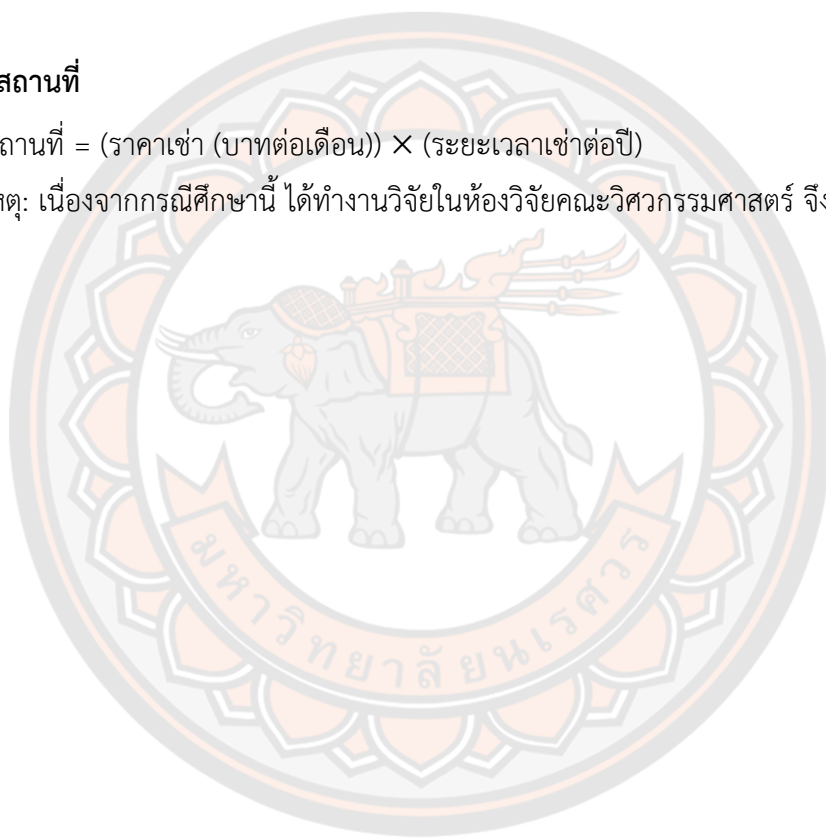 สถานที่
ถานที่ = (ราคาเช่า (บาทต่อเดือน)) × (ระยะเวลาเช่าต่อปี)
เหตุ: เนื่องจากกรณีศึกษานี้ ได้ทำงานวิจัยในห้องวิจัยคณะวิศวกรรมศาสตร์ จึง
มหาวิทยาลัยนเรศวร